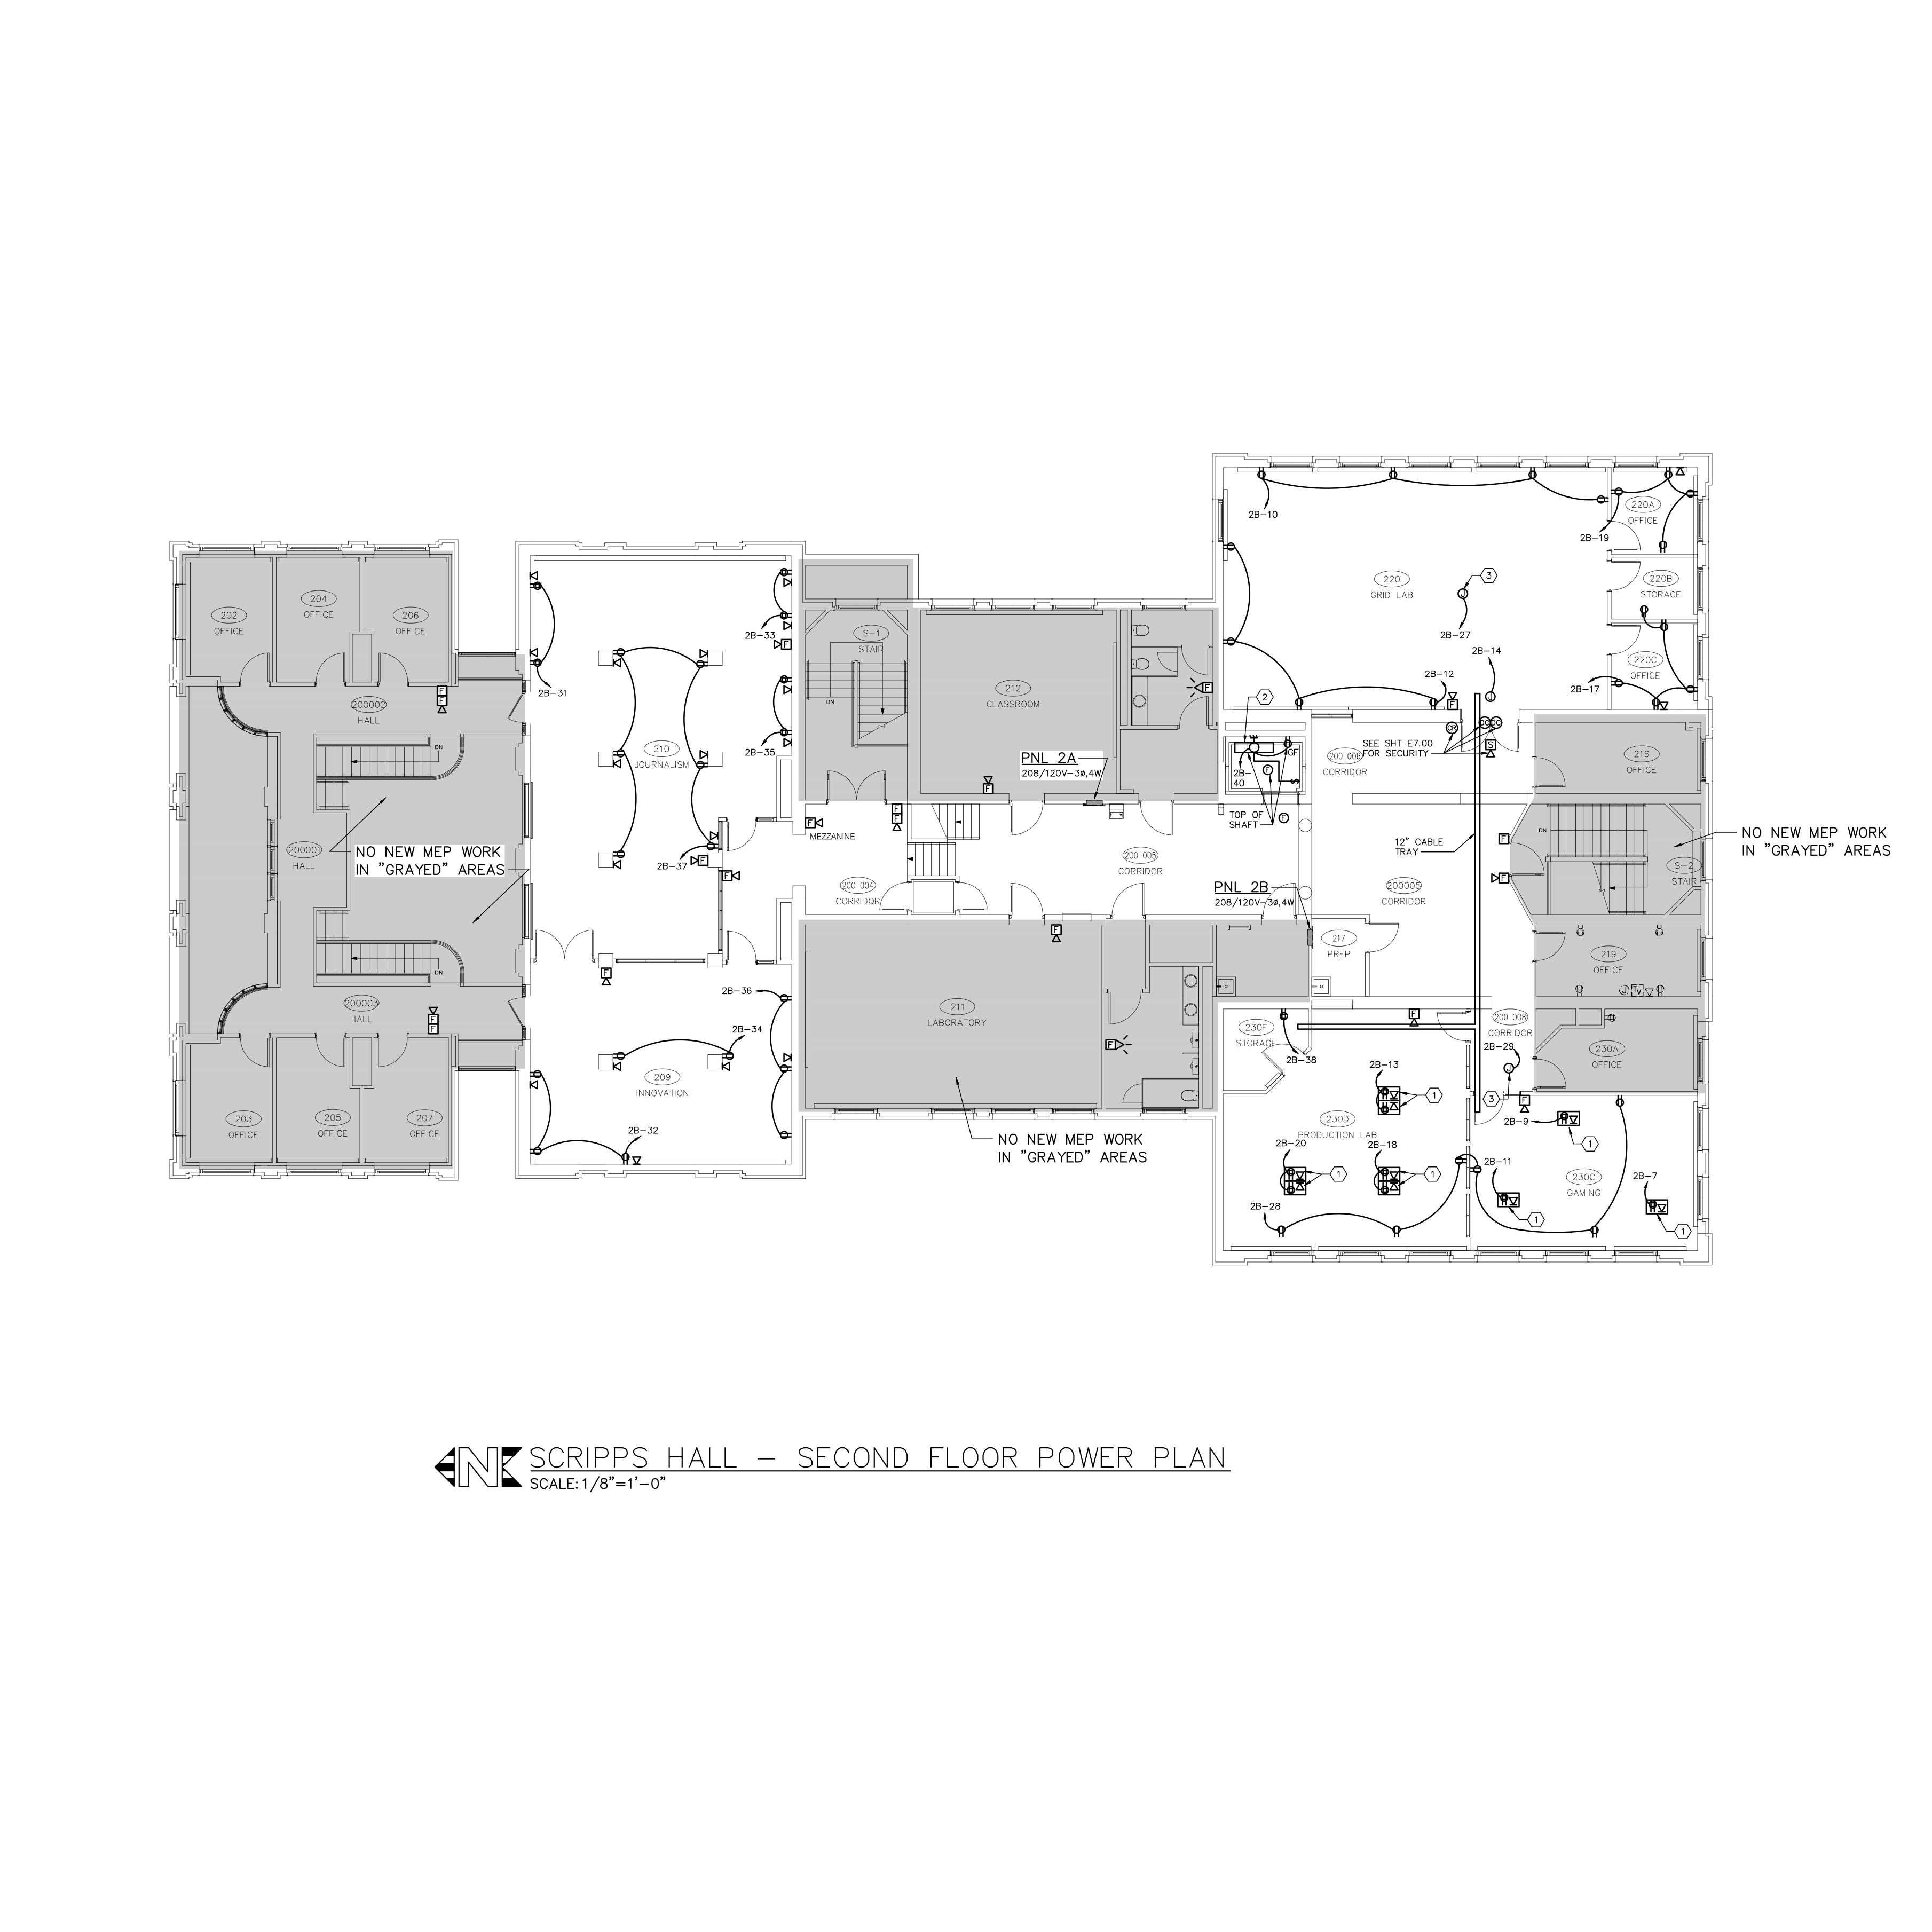 2B-10
220A
OFFICE
2B-19
220
GRID LAB
3
J
220B
STORAGE
2B-27
202
OFFICE
204
OFFICE
206
OFFICE
2B-33
F
S-1
STAIR
DN
2B-31
212
CLASSROOM
F
2B-14
220C
OFFICE
2B-17
2B-12
J
F
2
F
F
200002
HALL
DN
210
JOURNALISM
2B-35
PNL 2A
208/120V-3ø,4W
GF
2B-
40
F
S
200 006
CORRIDOR
SEE SHT E7.00
FOR SECURITY
CR
DC
DC
S
216
OFFICE
F
TOP OF
SHAFT
F
F
MEZZANINE
F
F
12" CABLE
TRAY
F
DN
NO NEW MEP WORK
IN "GRAYED" AREAS
200001
HALL
NO NEW MEP WORK
IN "GRAYED" AREAS
2B-37
F
F
200 004
CORRIDOR
200 005
CORRIDOR
PNL 2B
208/120V-3ø,4W
200005
CORRIDOR
F
S-2
STAIR
DN
F
F
217
PREP
219
OFFICE
J
TV
200003
HALL
F
F
2B-36
211
LABORATORY
2B-34
F
230F
STORAGE
2B-38
F
200 008
CORRIDOR
2B-29
J
230A
OFFICE
209
INNOVATION
2B-13
1
3
F
203
OFFICE
205
OFFICE
207
OFFICE
2B-32
NO NEW MEP WORK
IN "GRAYED" AREAS
230D
PRODUCTION LAB
2B-9
1
2B-20
1
2B-18
1
2B-11
1
230C
GAMING
2B-7
1
2B-28
N
SCRIPPS HALL - SECOND FLOOR POWER PLAN
SCALE: 1/8"=1'-0"